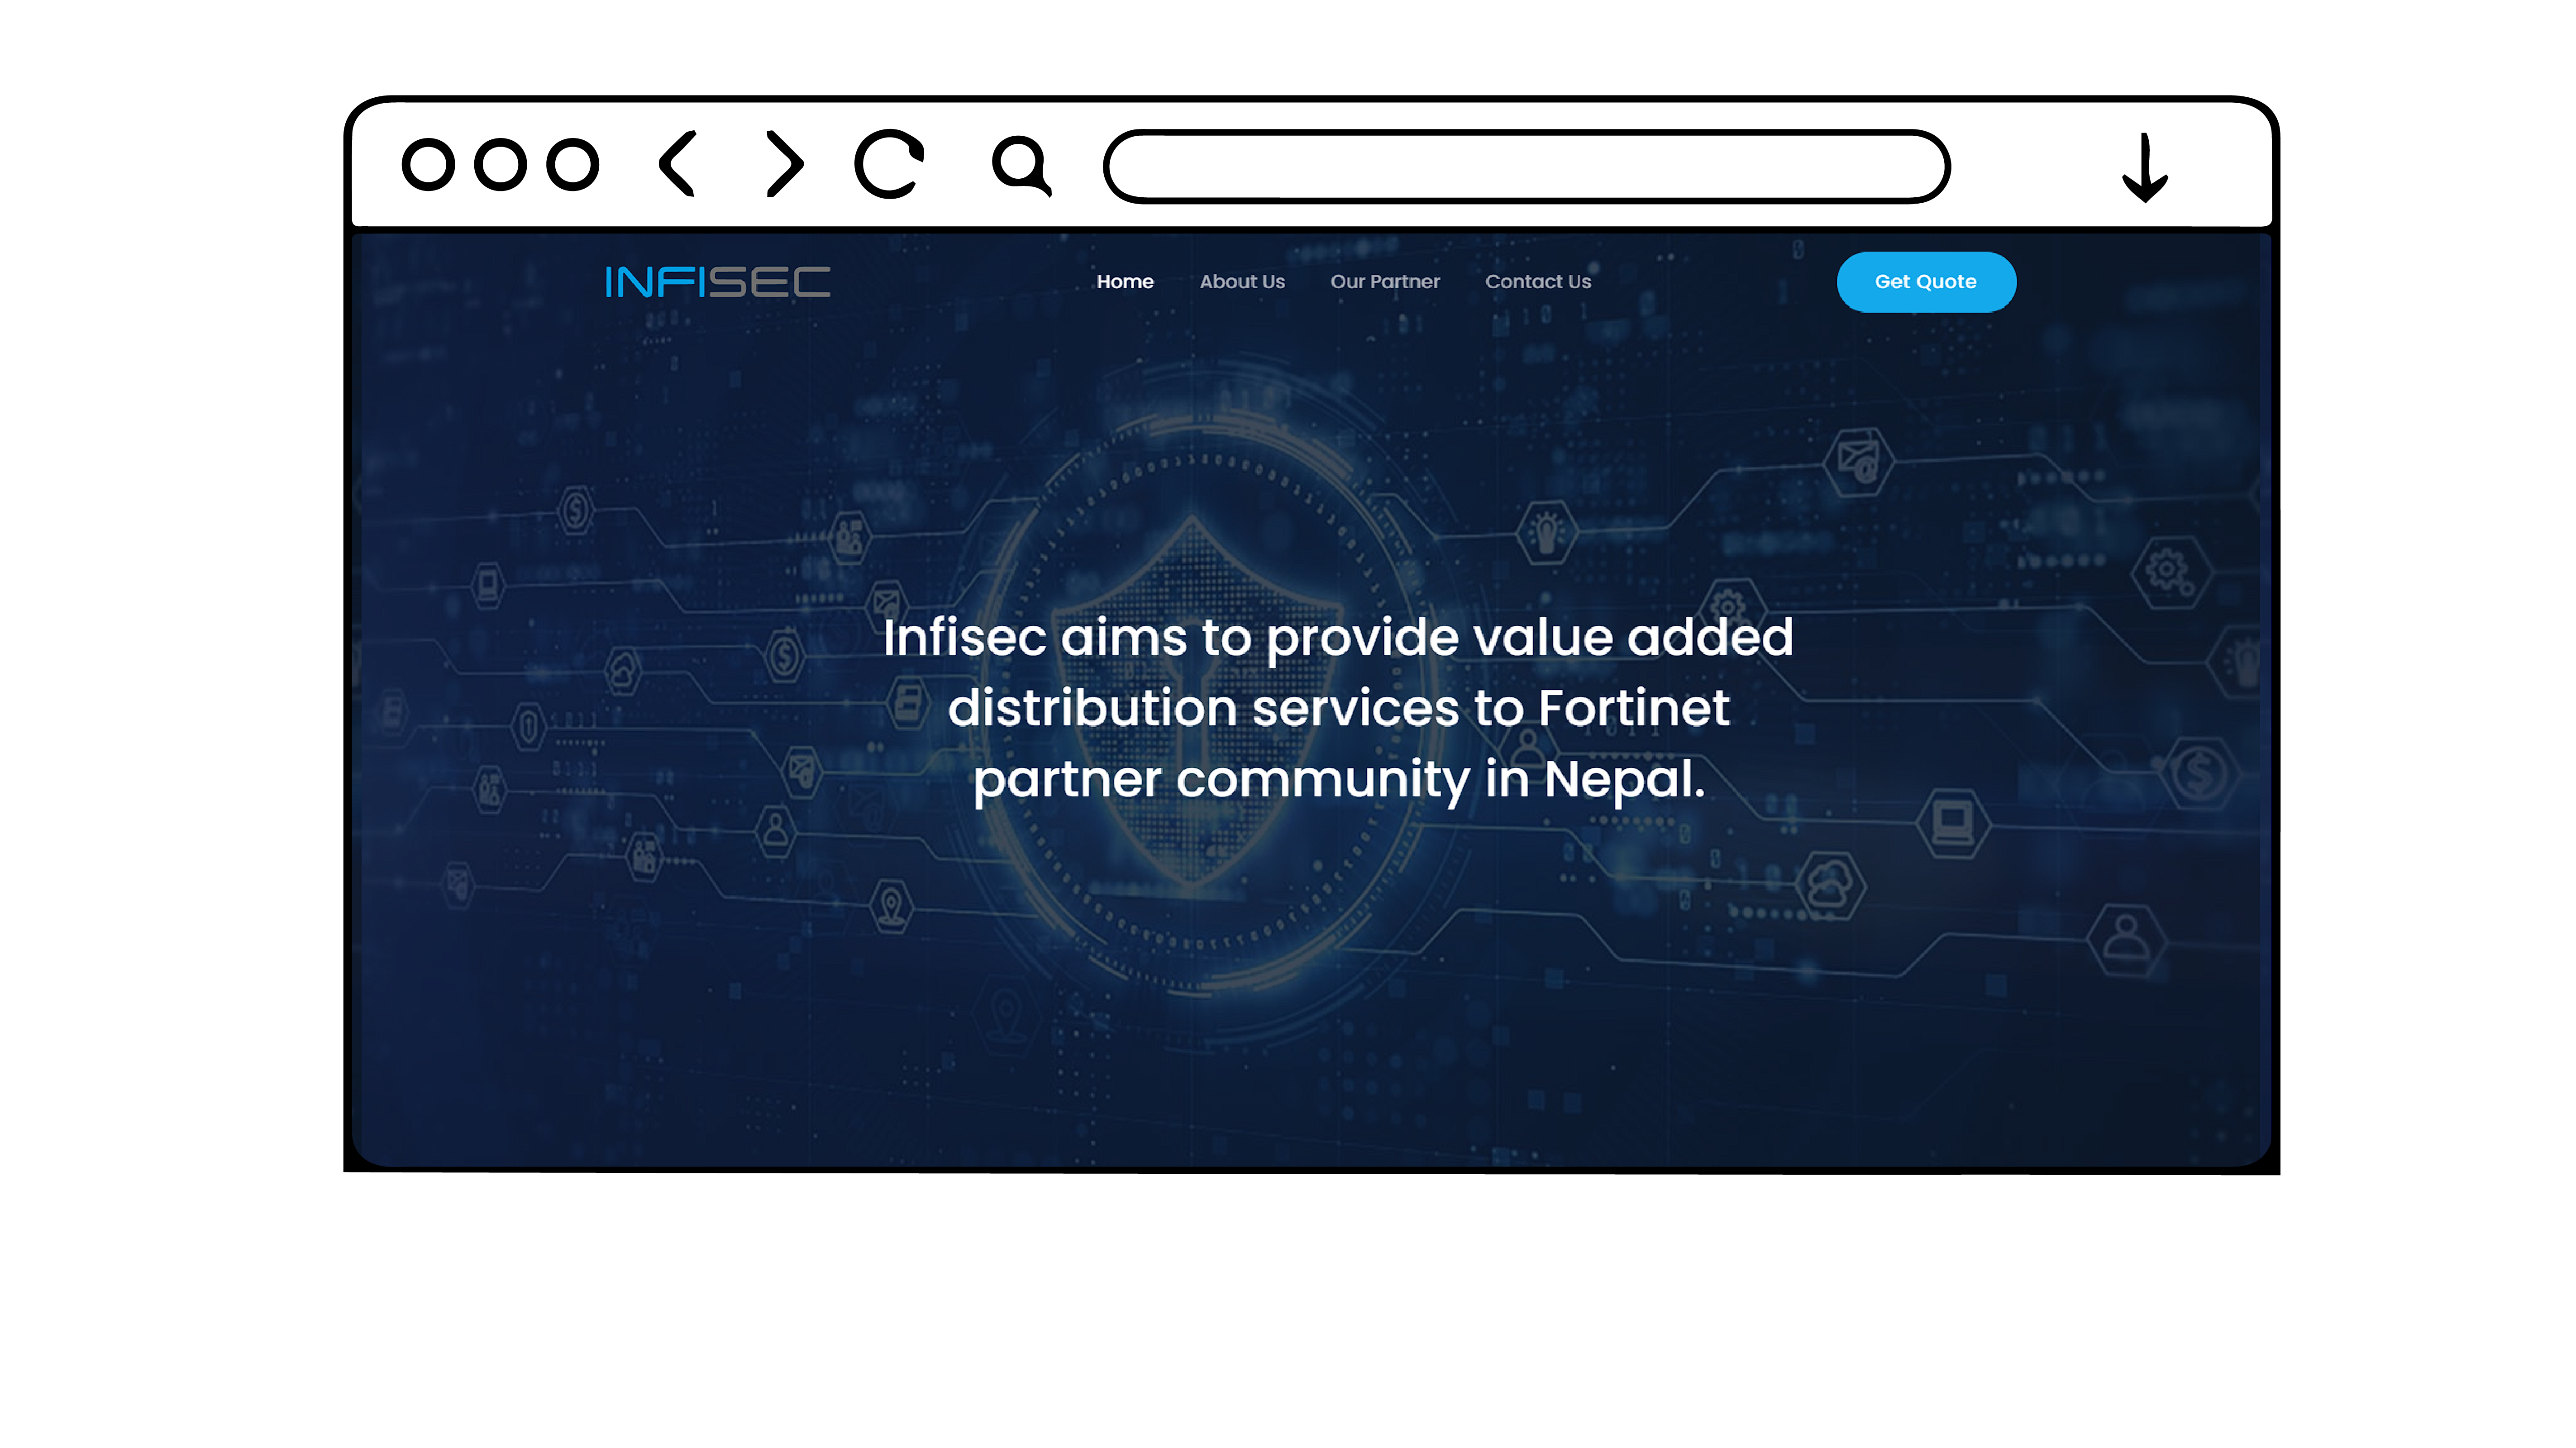 INFISEC
Home About Us Our Partner Contact Us
Get Quote
Infisec aims to provide value added
distribution services to Fortinet
partner community in Nepal.